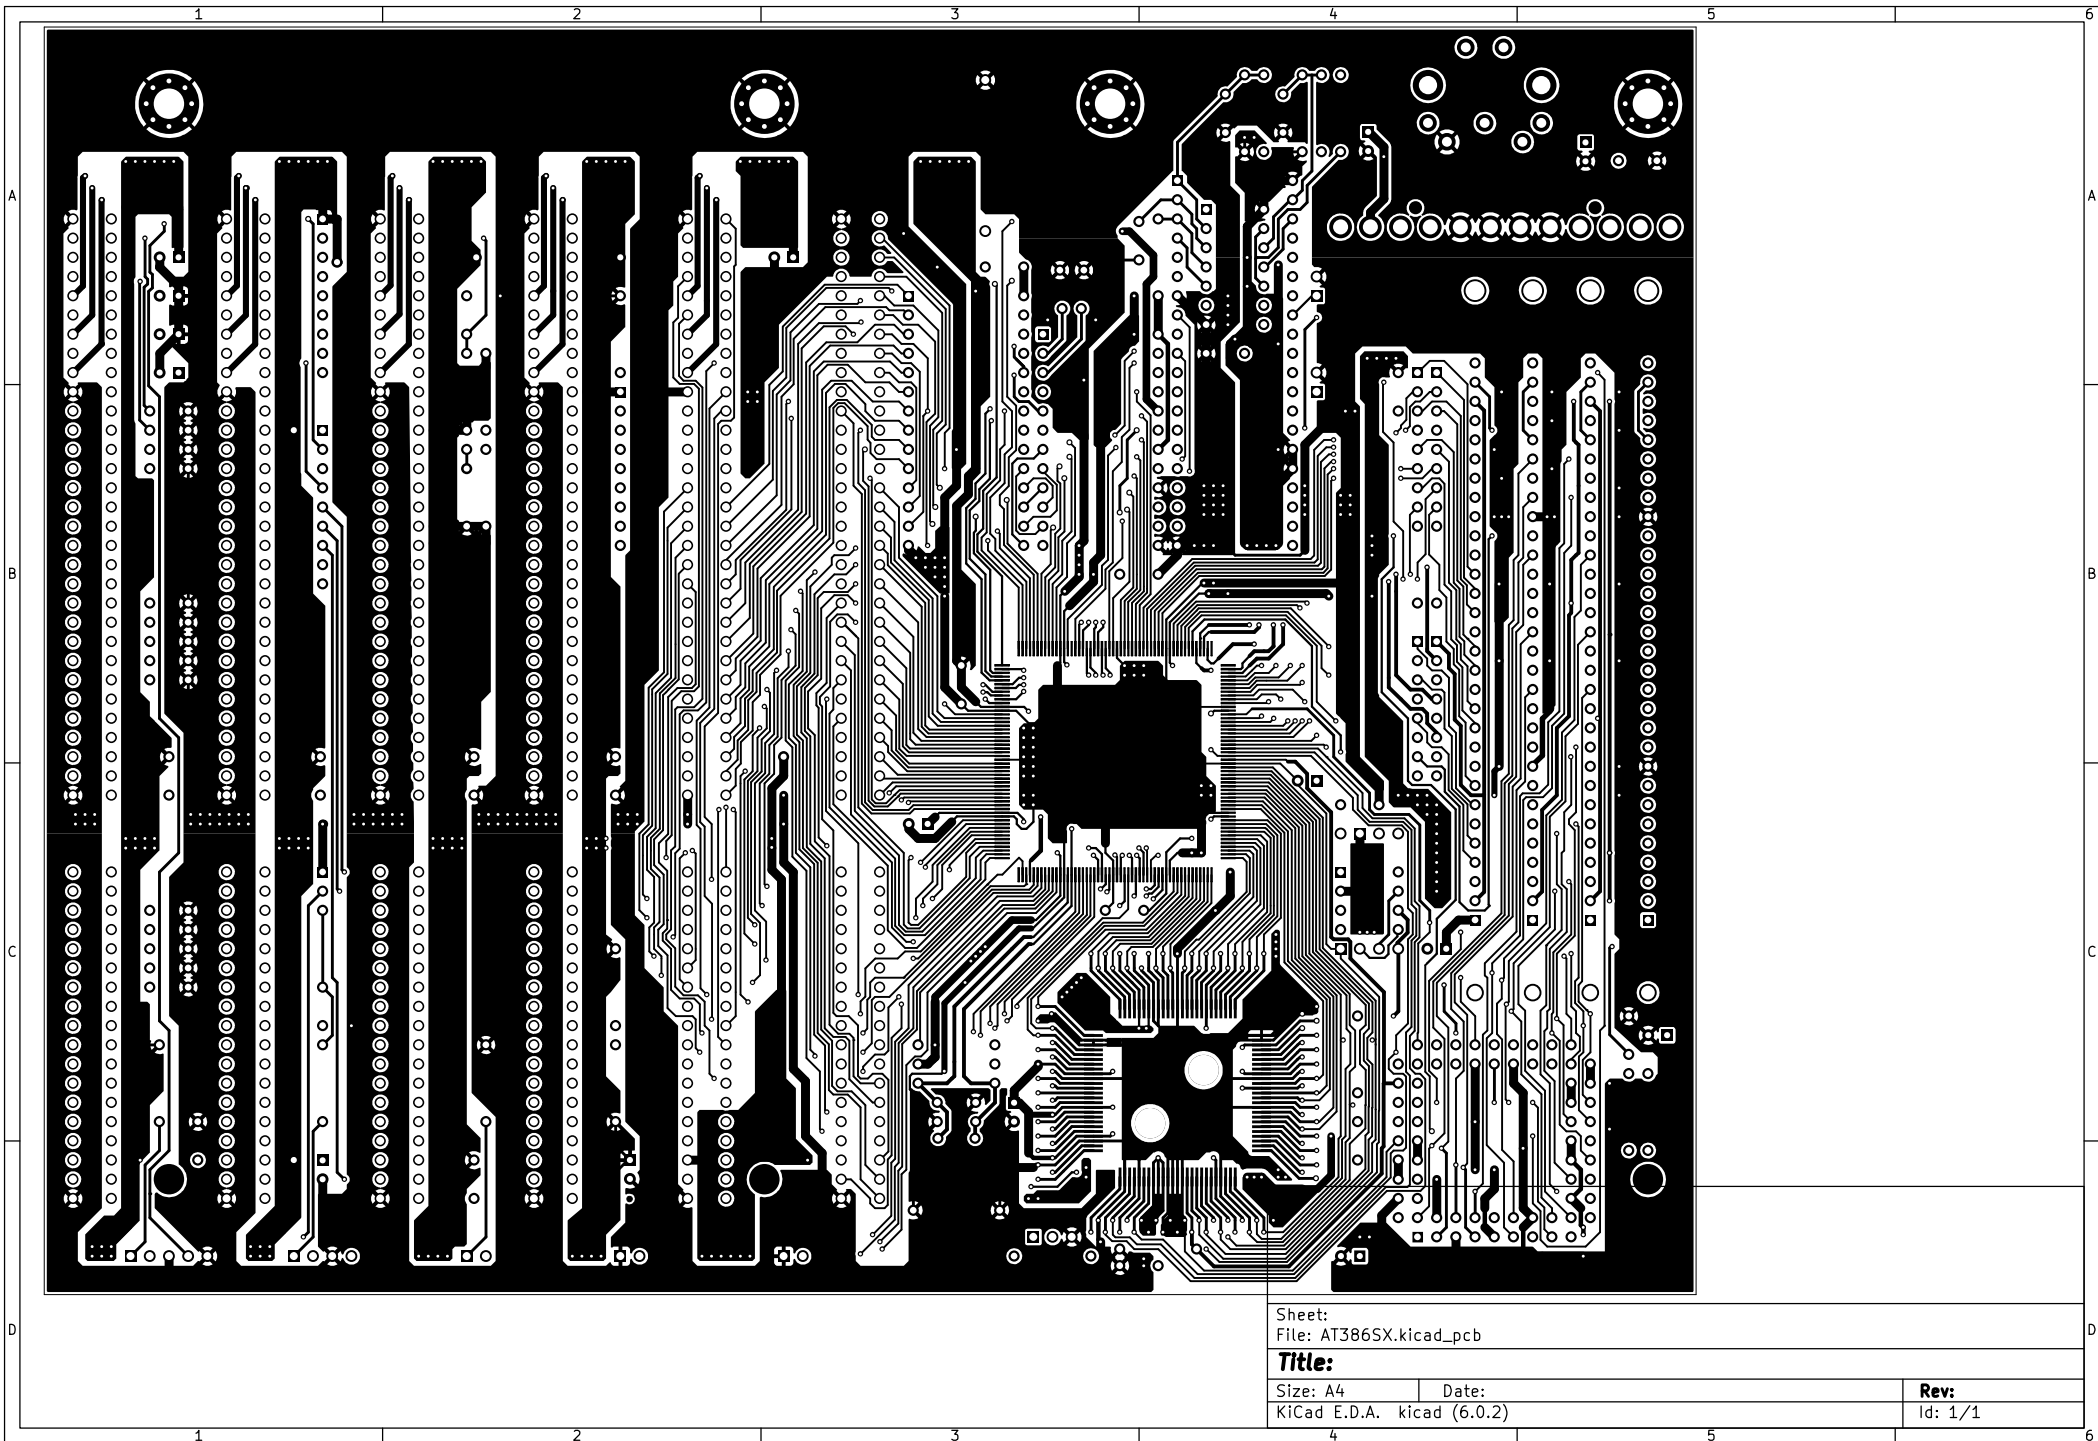 1 2 3 4 5 6
A A
B B
C C
D D
Sheet:
File: AT386SX.kicad_pcb
Title:
Size: A4 Date: Rev:
KiCad E.D.A. kicad (6.0.2) Id: 1/1
1 2 3 4 5 6